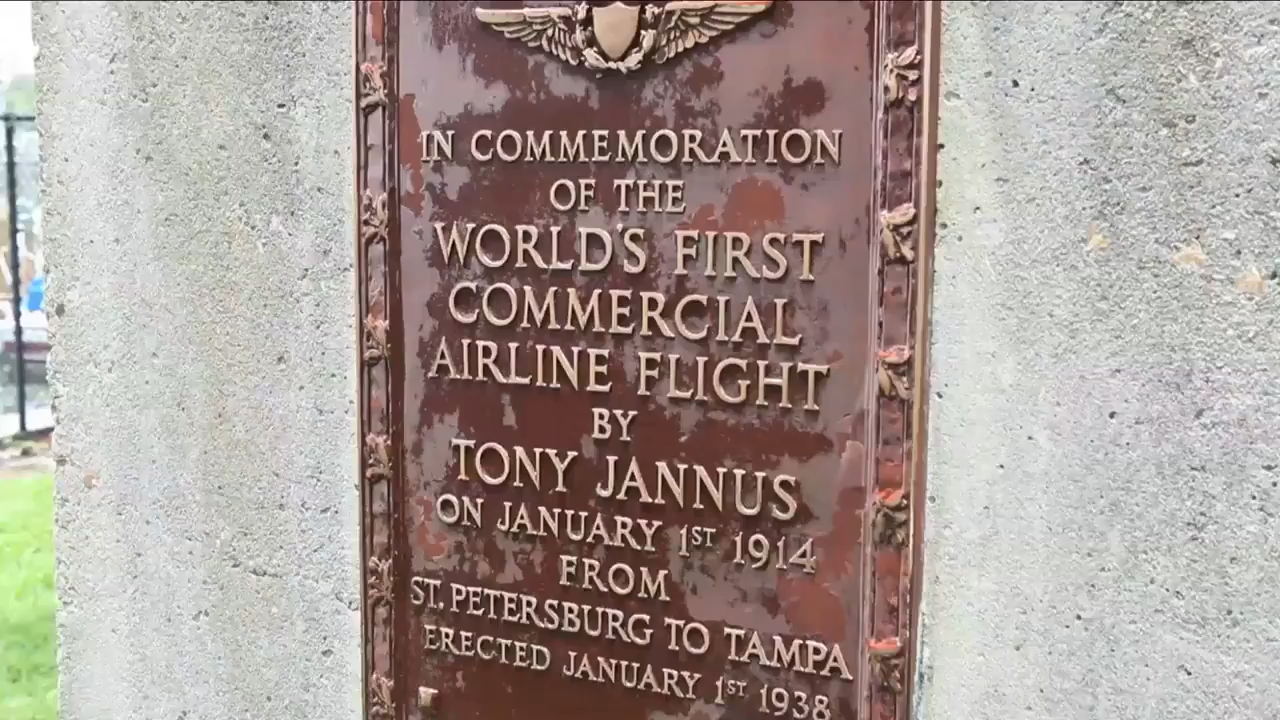 IN COMMEMORATION
OF THE
WORLD'S FIRST
COMMERCIAL
AIRLINE FLIGHT
BY
TONY JANNUS
ON JANUARY 1ST 1914
FROM
ST. PETERSBURG TO TAMPA
ERECTED JANUARY 1ST 1938